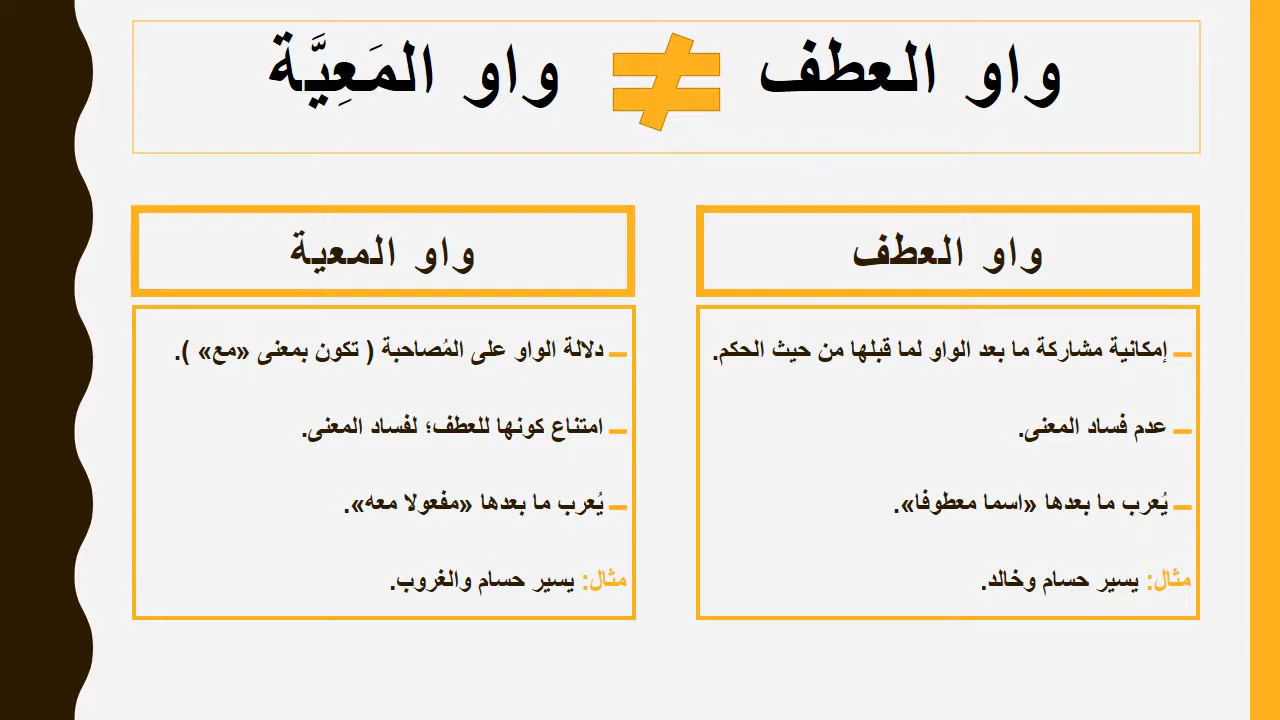 واو العطف ≠ واو المَعِيَّة
واو العطف
إمكانية مشاركة ما بعد الواو لما قبلها من حيث الحكم.
عدم فساد المعنى.
يُعرب ما بعدها «اسما معطوفا».
مثال: يسير حسام وخالد.
واو المعية
دلالة الواو على المُصاحبة ( تكون بمعنى «مع» ).
امتناع كونها للعطف؛ لفساد المعنى.
يُعرب ما بعدها «مفعولا معه».
مثال: يسير حسام والغروب.